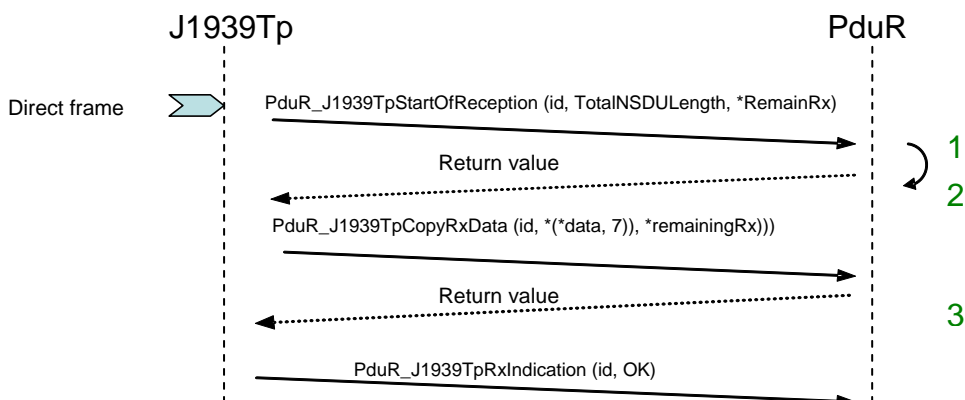 J1939Tp
PduR
Direct frame
PduR_J1939TpStartOfReception (id, TotalNSDULength, *RemainRx)
1
Return value
2
PduR_J1939TpCopyRxData (id, *(*data, 7)), *remainingRx)))
Return value
3
PduR_J1939TpRxIndication (id, OK)